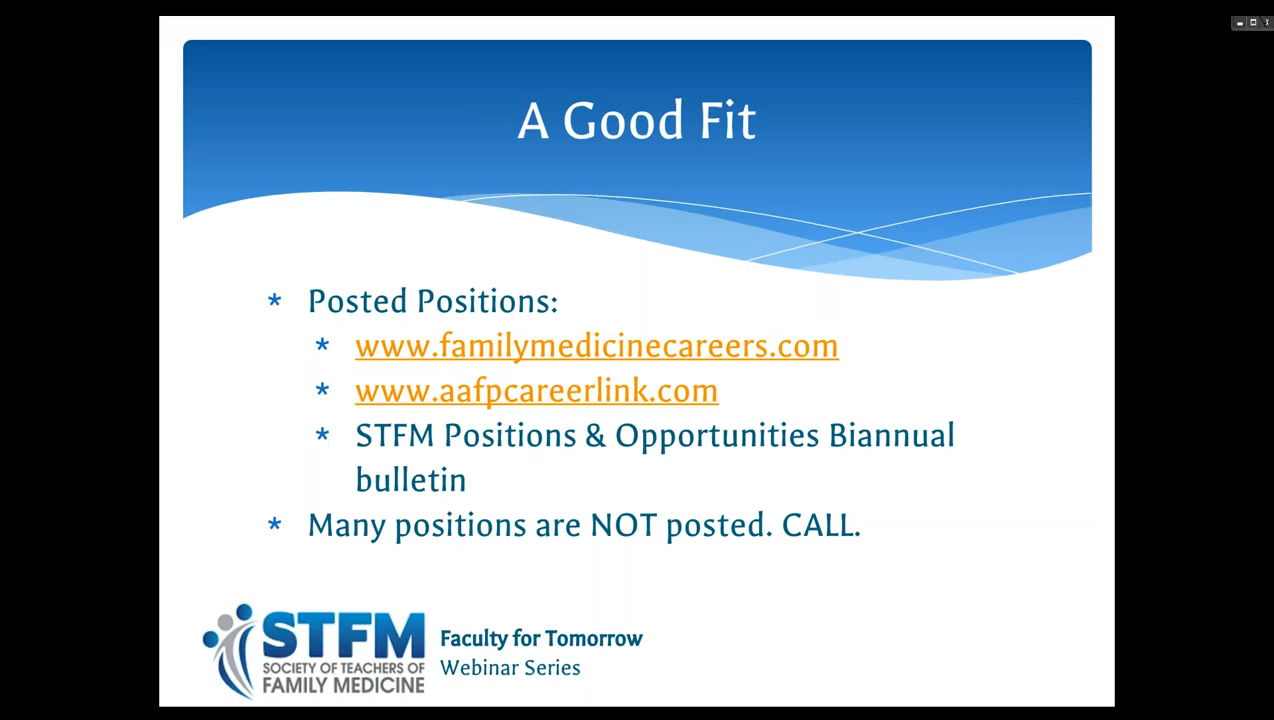 A Good Fit
* Posted Positions:
* www.familymedicinecareers.com
* www.aafpcareerlink.com
* STFM Positions & Opportunities Biannual
bulletin
* Many positions are NOT posted. CALL.
STFM
SOCIETY OF TEACHERS OF
FAMILY MEDICINE
Faculty for Tomorrow
Webinar Series